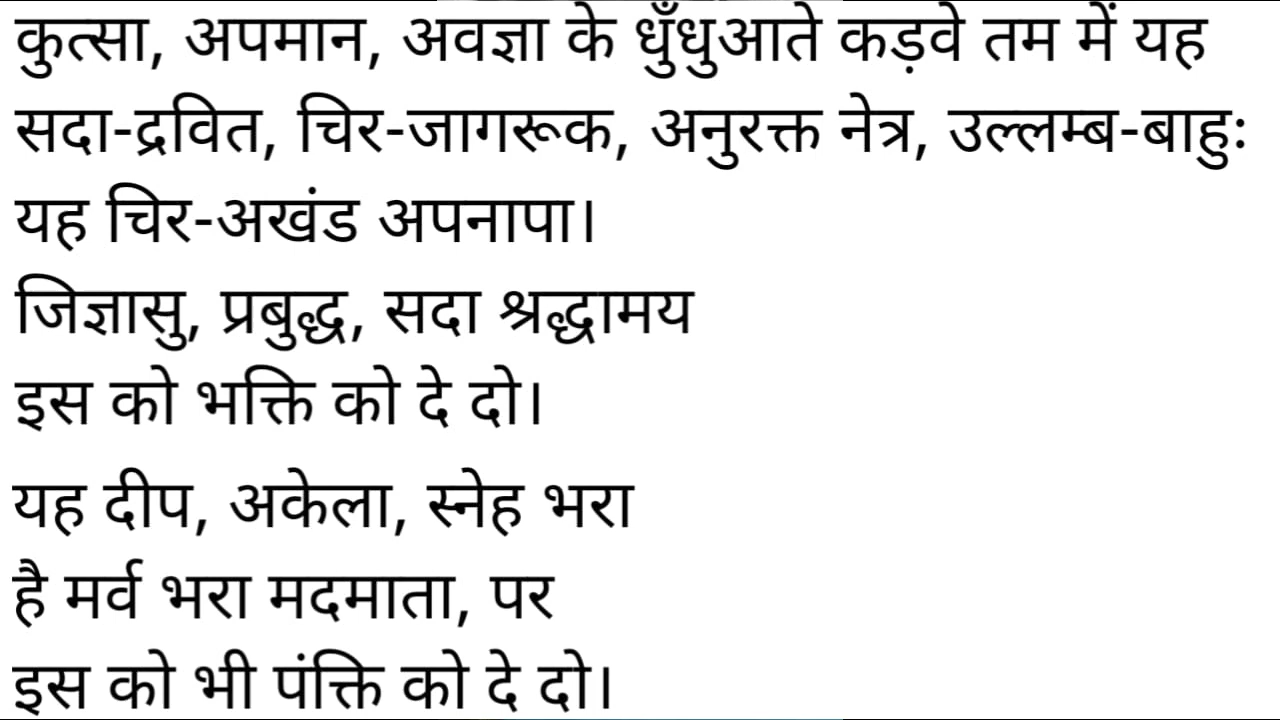 कुत्सा, अपमान, अवज्ञा के धुँधुआते कड़वे तम में यह
सदा-द्रवित, चिर-जागरूक, अनुरक्त नेत्र, उल्लम्ब-बाहुः
यह चिर-अखंड अपनापा।
जिज्ञासु, प्रबुद्ध, सदा श्रद्धामय
इस को भक्ति को दे दो।
यह दीप, अकेला, स्नेह भरा
है मर्व भरा मदमाता, पर
इस को भी पंक्ति को दे दो।